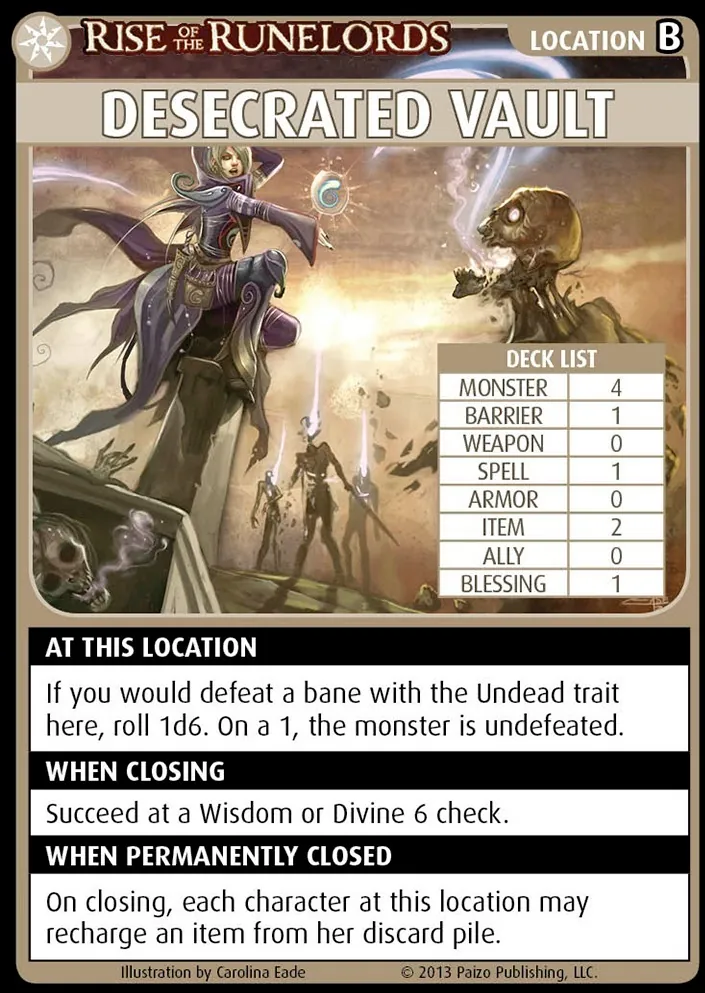 RISE OF THE RUNELORDS
LOCATION B
DESECRATED VAULT
DECK LIST
MONSTER 4
BARRIER 1
WEAPON 0
SPELL 1
ARMOR 0
ITEM 2
ALLY 0
BLESSING 1
AT THIS LOCATION
If you would defeat a bane with the Undead trait
here, roll 1d6. On a 1, the monster is undefeated.
WHEN CLOSING
Succeed at a Wisdom or Divine 6 check.
WHEN PERMANENTLY CLOSED
On closing, each character at this location may
recharge an item from her discard pile.
Illustration by Carolina Eade
© 2013 Paizo Publishing, LLC.